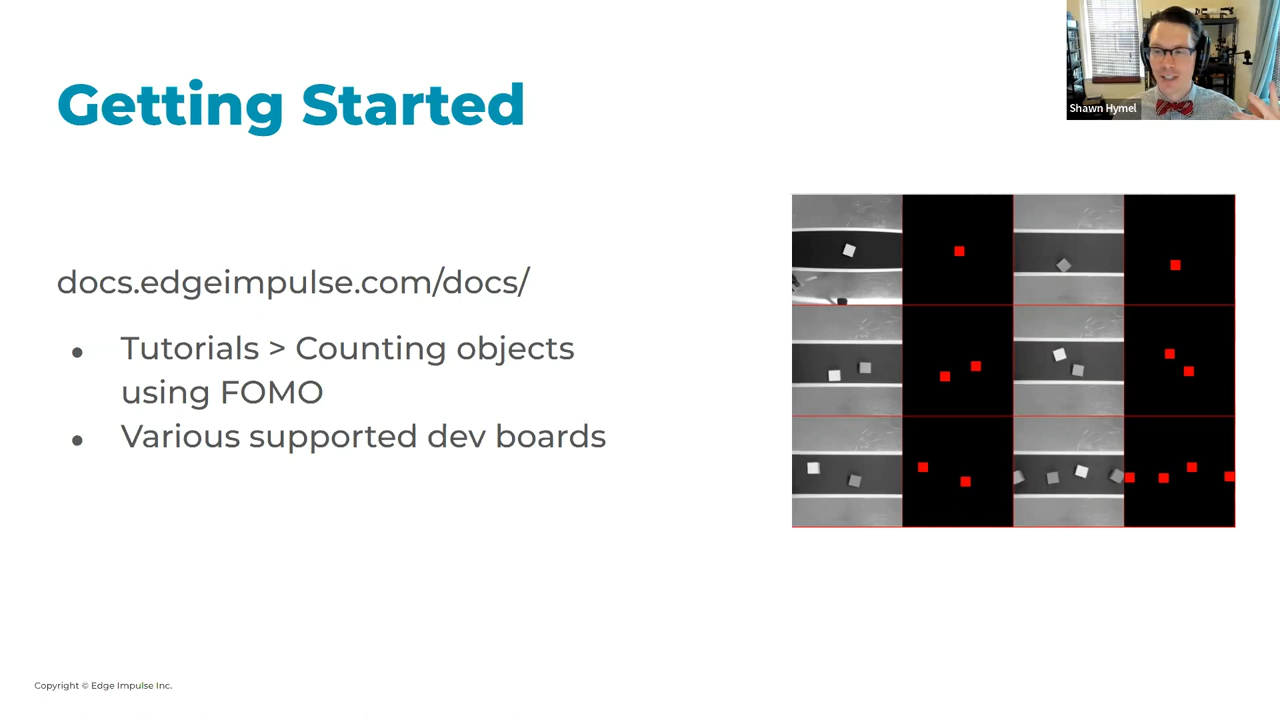 Getting Started
Shawn Hymel
docs.edgeimpulse.com/docs/
• Tutorials > Counting objects
using FOMO
• Various supported dev boards
Copyright © Edge Impulse Inc.